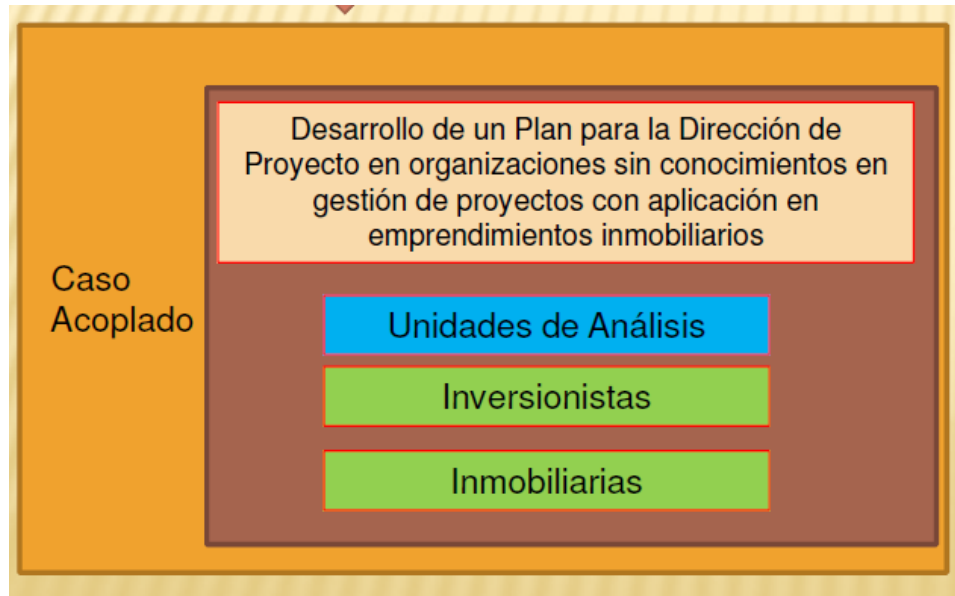 Desarrollo de un Plan para la Dirección de
Proyecto en organizaciones sin conocimientos en
gestión de proyectos con aplicación en
emprendimientos inmobiliarios
Caso
Acoplado
Unidades de Análisis
Inversionistas
Inmobiliarias